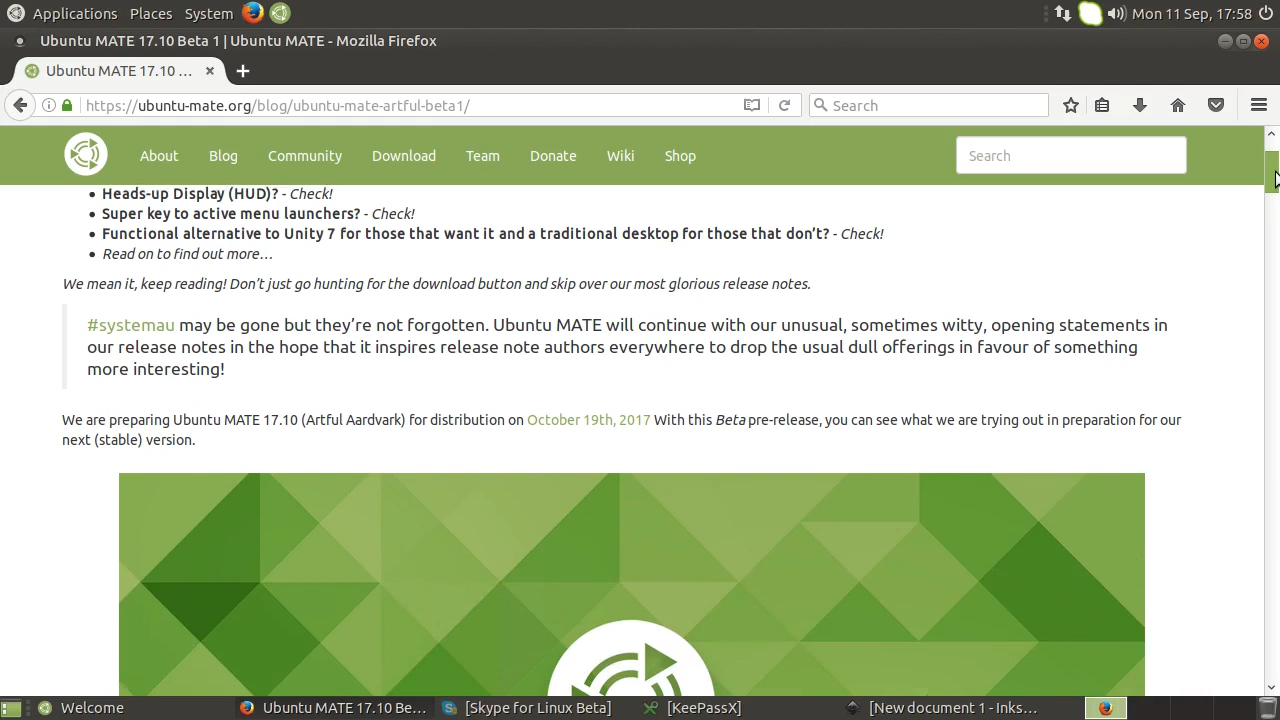 Applications Places System Mon 11 Sep, 17:58
Ubuntu MATE 17.10 Beta 1 | Ubuntu MATE - Mozilla Firefox
Ubuntu MATE 17.10 ...
https://ubuntu-mate.org/blog/ubuntu-mate-artful-beta1/ Search
About Blog Community Download Team Donate Wiki Shop Search
• Heads-up Display (HUD)? - Check!
• Super key to active menu launchers? - Check!
• Functional alternative to Unity 7 for those that want it and a traditional desktop for those that don’t? - Check!
• Read on to find out more…
We mean it, keep reading! Don’t just go hunting for the download button and skip over our most glorious release notes.
#systemau may be gone but they’re not forgotten. Ubuntu MATE will continue with our unusual, sometimes witty, opening statements in
our release notes in the hope that it inspires release note authors everywhere to drop the usual dull offerings in favour of something
more interesting!
We are preparing Ubuntu MATE 17.10 (Artful Aardvark) for distribution on October 19th, 2017 With this Beta pre-release, you can see what we are trying out in preparation for our
next (stable) version.
Welcome Ubuntu MATE 17.10 Be... [Skype for Linux Beta] [KeePassX] [New document 1 - Inks...